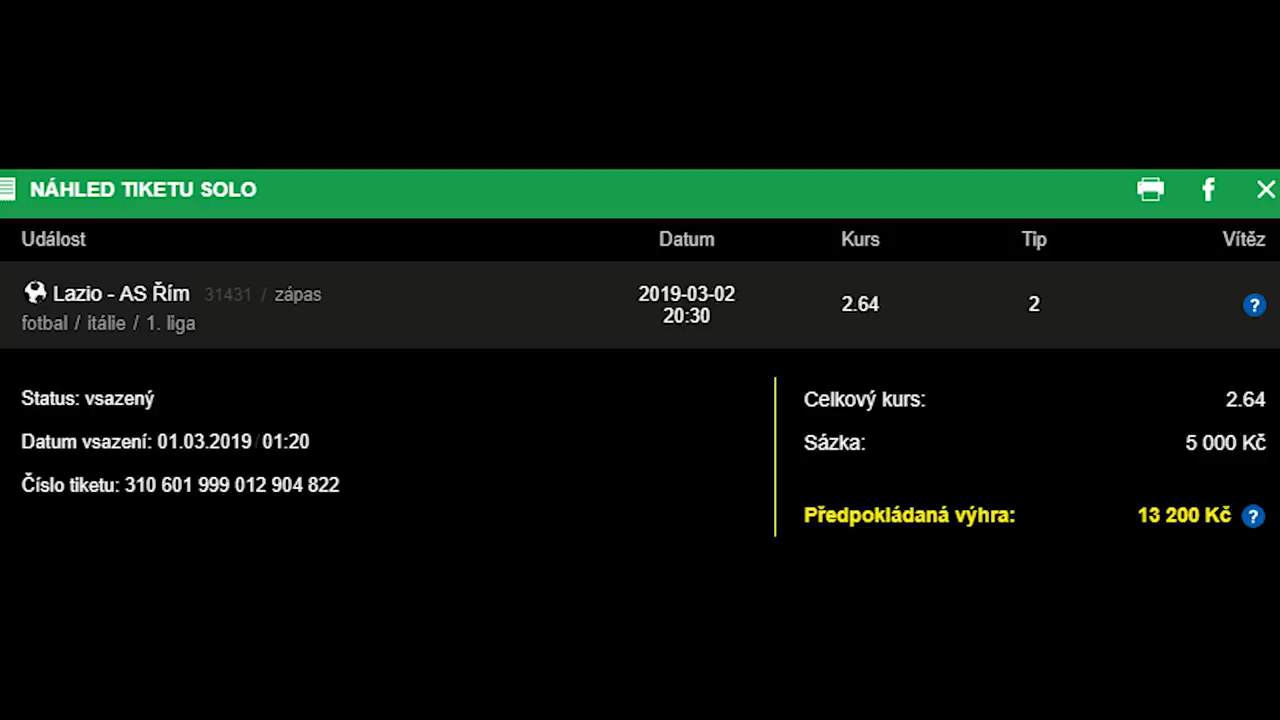 NÁHLED TIKETU SOLO
Událost Datum Kurs Tip Vítěz
Lazio - AS Řím 31431 / zápas 2019-03-02 20:30 2.64 2
fotbal / itálie / 1. liga
Status: vsazený
Datum vsazení: 01.03.2019 / 01:20
Číslo tiketu: 310 601 999 012 904 822
Celkový kurs: 2.64
Sázka: 5 000 Kč
Předpokládaná výhra: 13 200 Kč ?